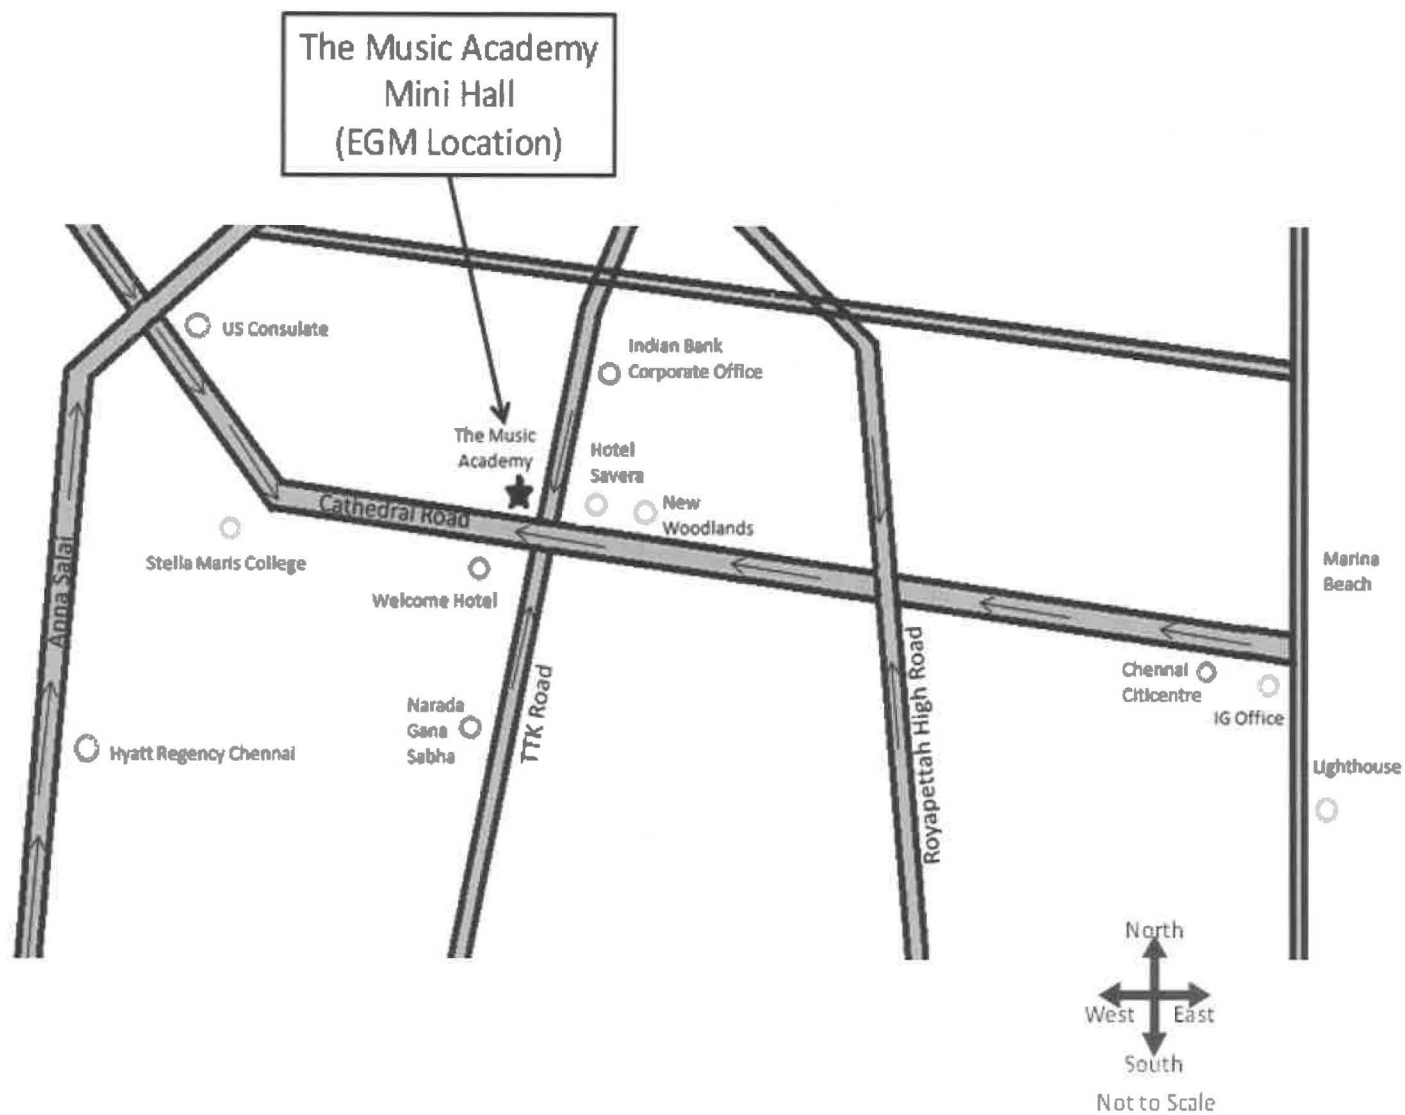 The Music Academy
Mini Hall
(EGM Location)
US Consulate
Indian Bank
Corporate Office
The Music
Academy
Hotel
Savera
New
Woodlands
Cathedral Road
Stella Maris College
Welcome Hotel
Anna Salai
Marina
Beach
Chennai
Citicentre
IG Office
Royapettah High Road
TTK Road
Narada
Gana
Sabha
Hyatt Regency Chennai
Lighthouse
North
West East
South
Not to Scale